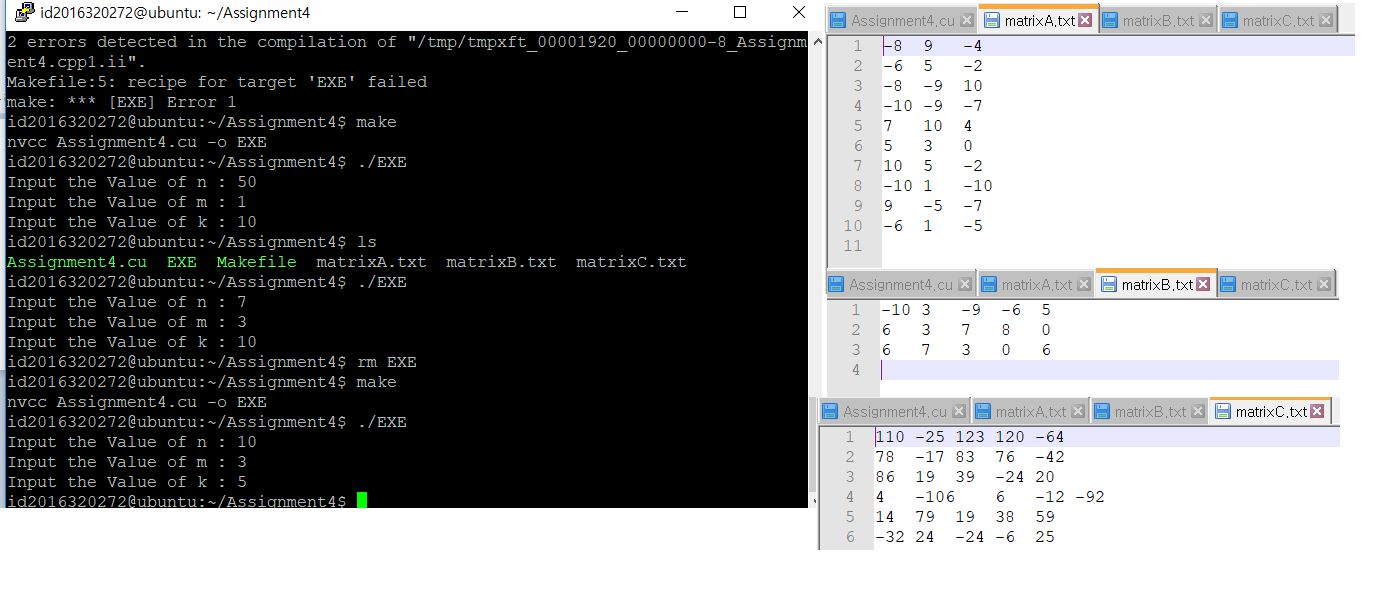 id2016320272@ubuntu: ~/Assignment4
2 errors detected in the compilation of "/tmp/tmpxft_00001920_00000000-8_Assignm
ent4.cpp1.ii".
Makefile:5: recipe for target 'EXE' failed
make: *** [EXE] Error 1
id2016320272@ubuntu:~/Assignment4$ make
nvcc Assignment4.cu -o EXE
id2016320272@ubuntu:~/Assignment4$ ./EXE
Input the Value of n : 50
Input the Value of m : 1
Input the Value of k : 10
id2016320272@ubuntu:~/Assignment4$ ls
Assignment4.cu EXE Makefile matrixA.txt matrixB.txt matrixC.txt
id2016320272@ubuntu:~/Assignment4$ ./EXE
Input the Value of n : 7
Input the Value of m : 3
Input the Value of k : 10
id2016320272@ubuntu:~/Assignment4$ rm EXE
id2016320272@ubuntu:~/Assignment4$ make
nvcc Assignment4.cu -o EXE
id2016320272@ubuntu:~/Assignment4$ ./EXE
Input the Value of n : 10
Input the Value of m : 3
Input the Value of k : 5
id2016320272@ubuntu:~/Assignment4$
Assignment4.cu matrixA.txt matrixB.txt matrixC.txt
1 -8 9 -4
2 -6 5 -2
3 -8 -9 10
4 -10 -9 -7
5 7 10 4
6 5 3 0
7 10 5 -2
8 -10 1 -10
9 9 -5 -7
10 -6 1 -5
11
Assignment4.cu matrixA.txt matrixB.txt matrixC.txt
1 -10 3 -9 -6 5
2 6 3 7 8 0
3 6 7 3 0 6
4
Assignment4.cu matrixA.txt matrixB.txt matrixC.txt
1 110 -25 123 120 -64
2 78 -17 83 76 -42
3 86 19 39 -24 20
4 4 -106 6 -12 -92
5 14 79 19 38 59
6 -32 24 -24 -6 25